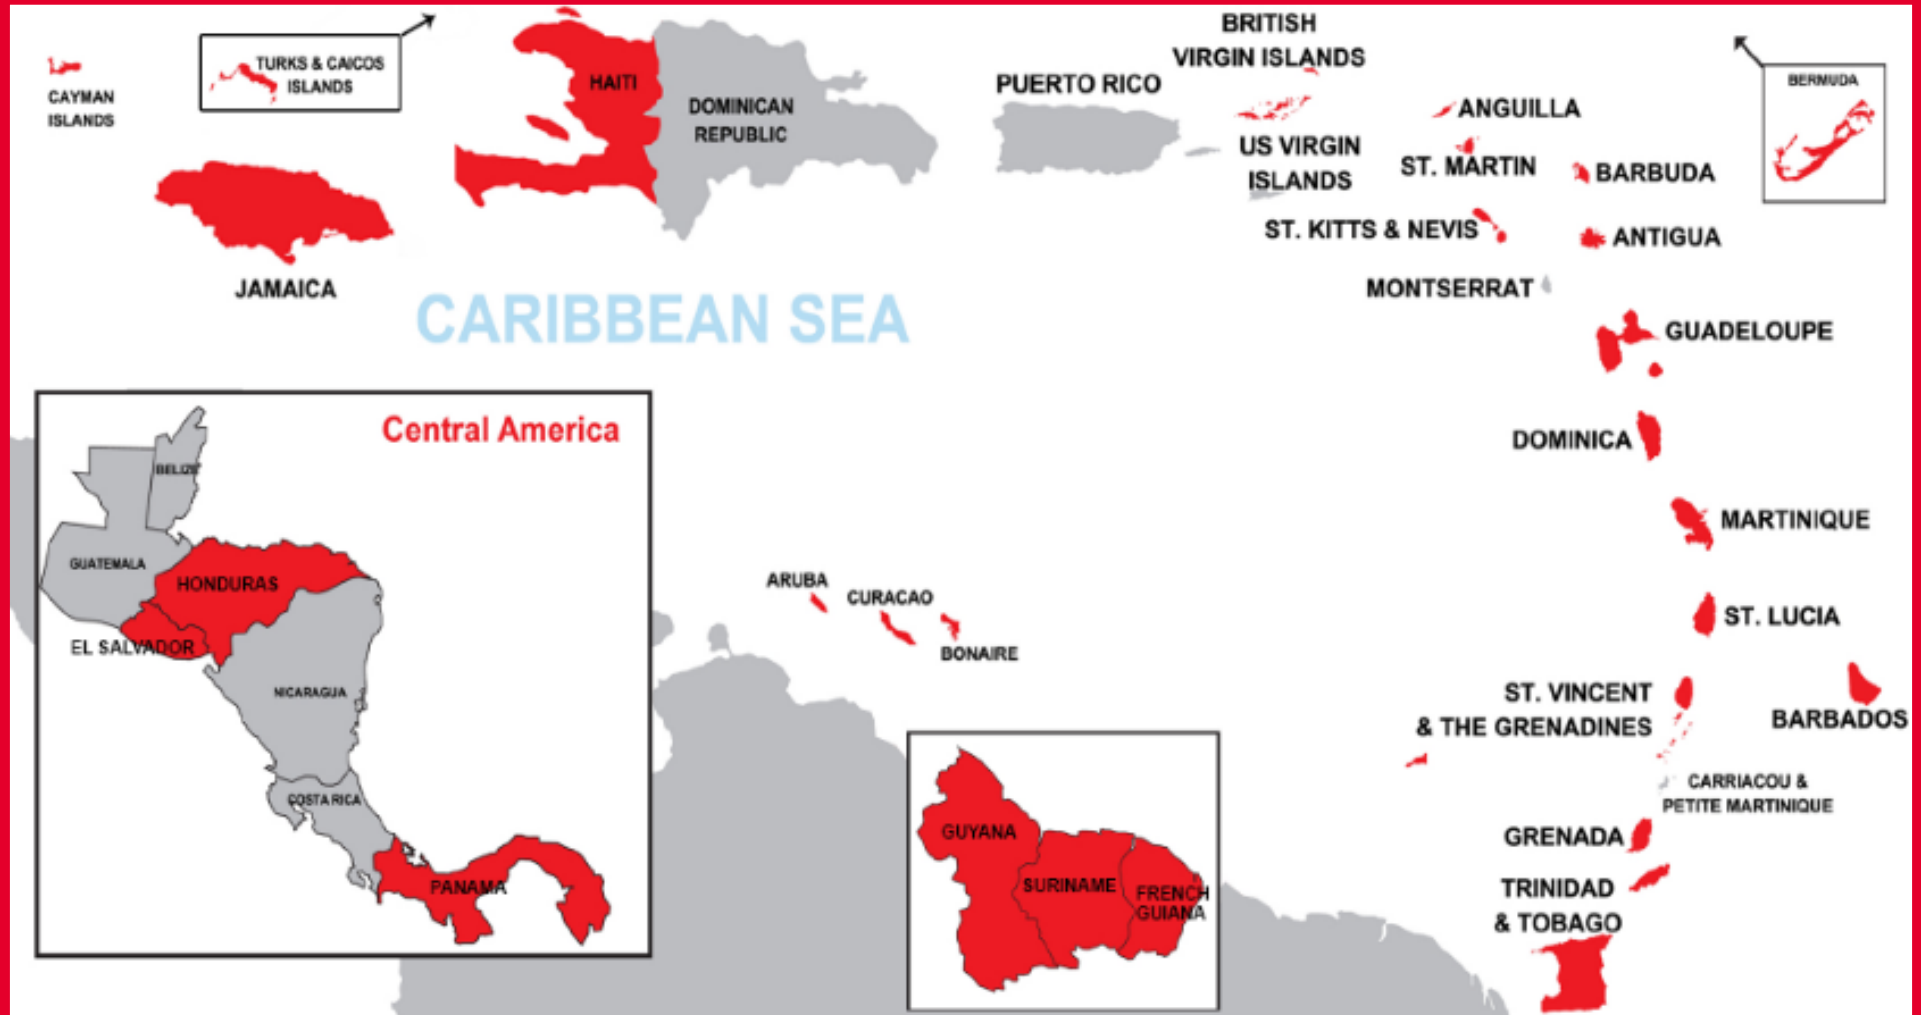 BRITISH
VIRGIN ISLANDS
TURKS & CAICOS
ISLANDS
CAYMAN
ISLANDS
HAITI
DOMINICAN
REPUBLIC
PUERTO RICO
US VIRGIN
ISLANDS
ANGUILLA
ST. MARTIN
BARBUDA
BERMUDA
ST. KITTS & NEVIS
ANTIGUA
JAMAICA
MONTSERRAT
CARIBBEAN SEA
GUADELOUPE
Central America
DOMINICA
BELIZE
MARTINIQUE
GUATEMALA
HONDURAS
ARUBA
CURACAO
BONAIRE
ST. LUCIA
EL SALVADOR
NICARAGUA
ST. VINCENT
& THE GRENADINES
BARBADOS
COSTA RICA
CARRIACOU &
PETITE MARTINIQUE
GUYANA
GRENADA
PANAMA
SURINAME
FRENCH
GUIANA
TRINIDAD
& TOBAGO